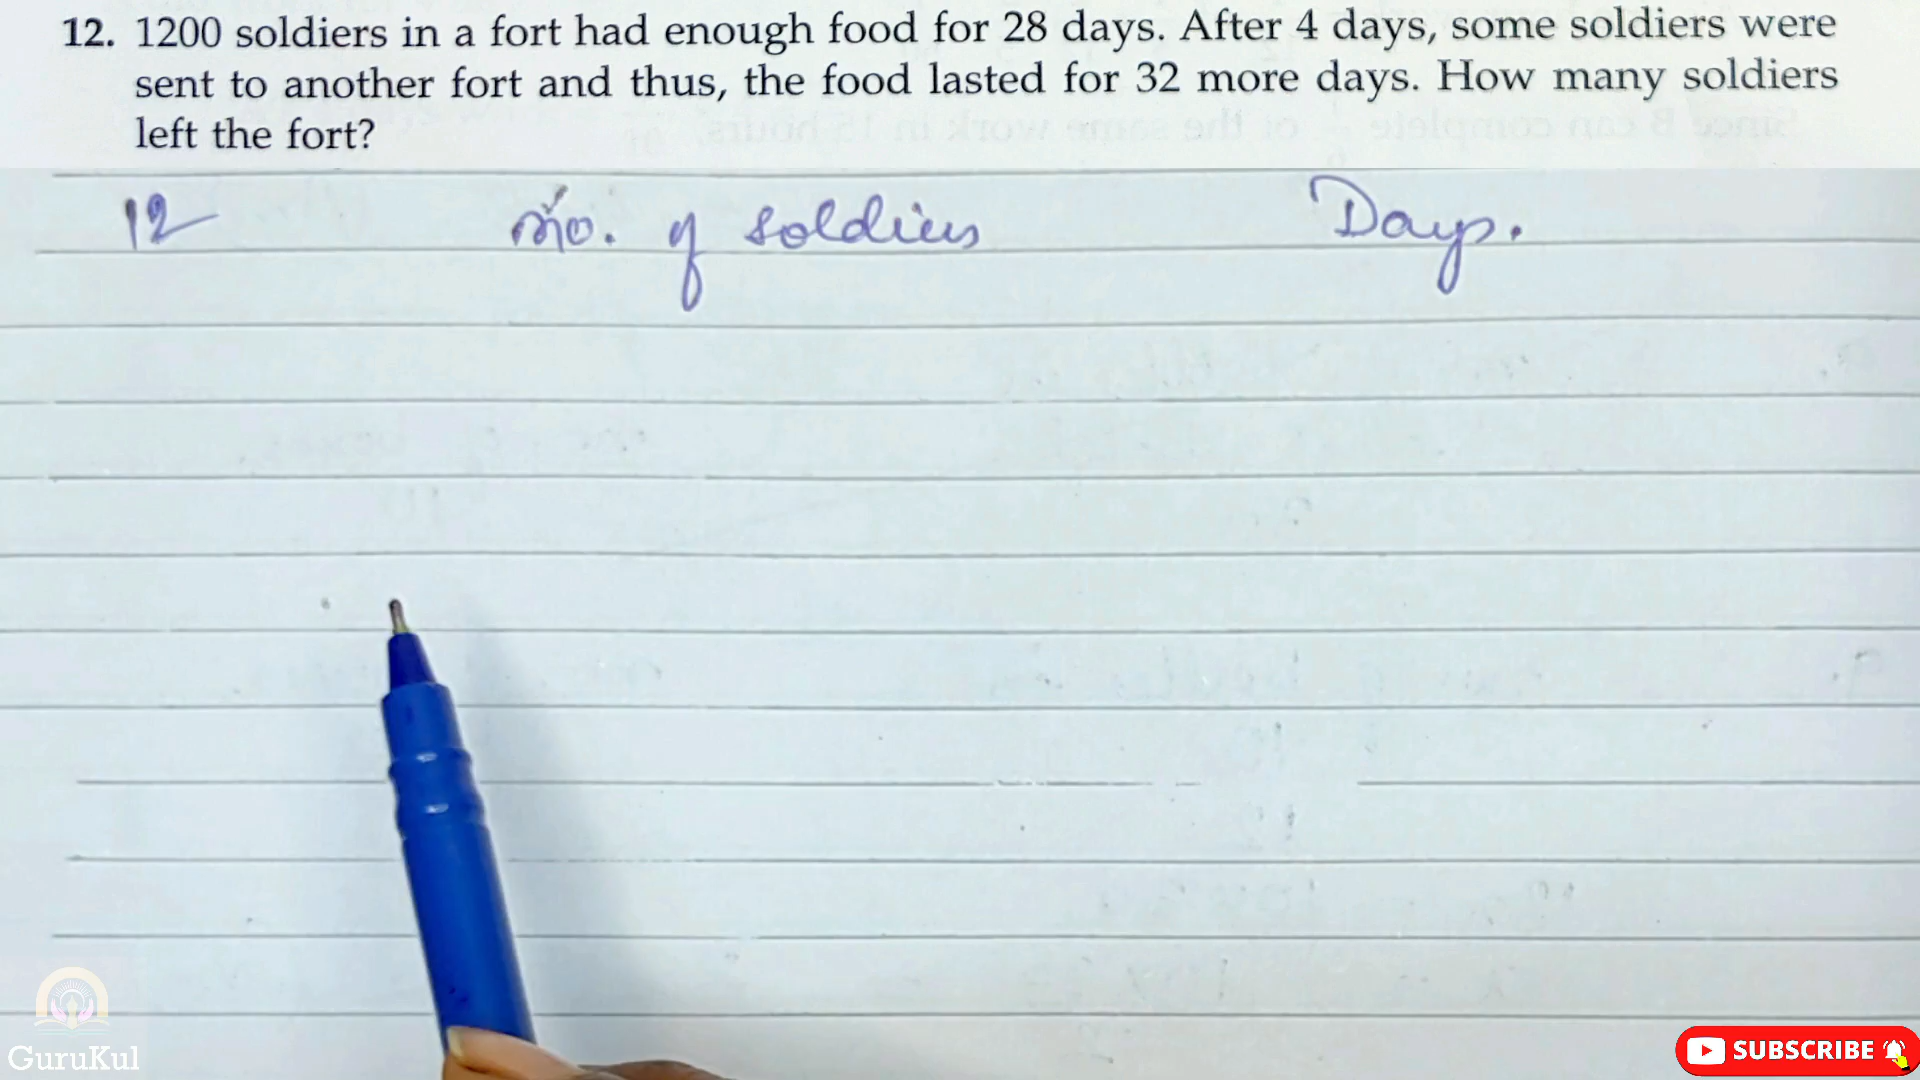 12. 1200 soldiers in a fort had enough food for 28 days. After 4 days, some soldiers were
sent to another fort and thus, the food lasted for 32 more days. How many soldiers
left the fort?
12 No. of soldiers Days.
GuruKul
SUBSCRIBE